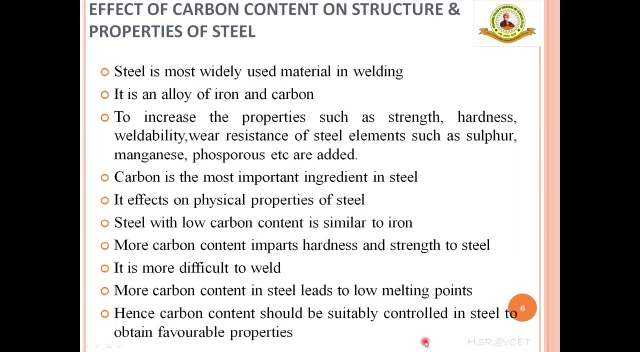 EFFECT OF CARBON CONTENT ON STRUCTURE &
PROPERTIES OF STEEL
Steel is most widely used material in welding
It is an alloy of iron and carbon
To increase the properties such as strength, hardness,
weldability,wear resistance of steel elements such as sulphur,
manganese, phosporous etc are added.
Carbon is the most important ingredient in steel
It effects on physical properties of steel
Steel with low carbon content is similar to iron
More carbon content imparts hardness and strength to steel
It is more difficult to weld
More carbon content in steel leads to low melting points
6
Hence carbon content should be suitably controlled in steel to
obtain favourable properties
H.S.R,@VCET